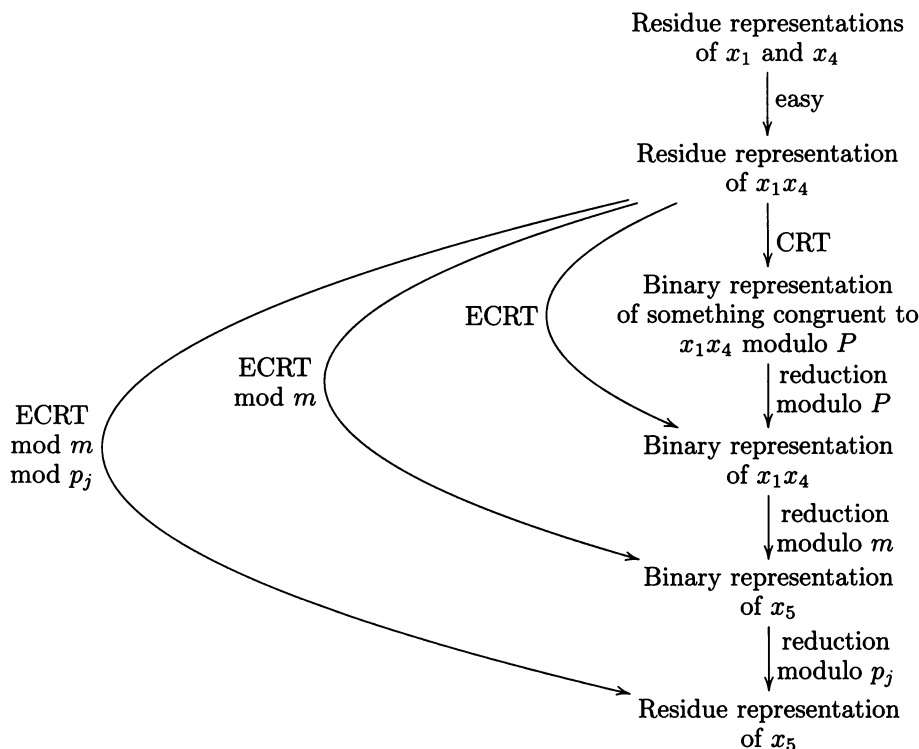 Residue representations
of x₁ and x₄
easy
Residue representation
of x₁x₄
CRT
Binary representation
of something congruent to
x₁x₄ modulo P
ECRT
ECRT
mod m
reduction
modulo P
ECRT
mod m
mod pⱼ
Binary representation
of x₁x₄
reduction
modulo m
Binary representation
of x₅
reduction
modulo pⱼ
Residue representation
of x₅